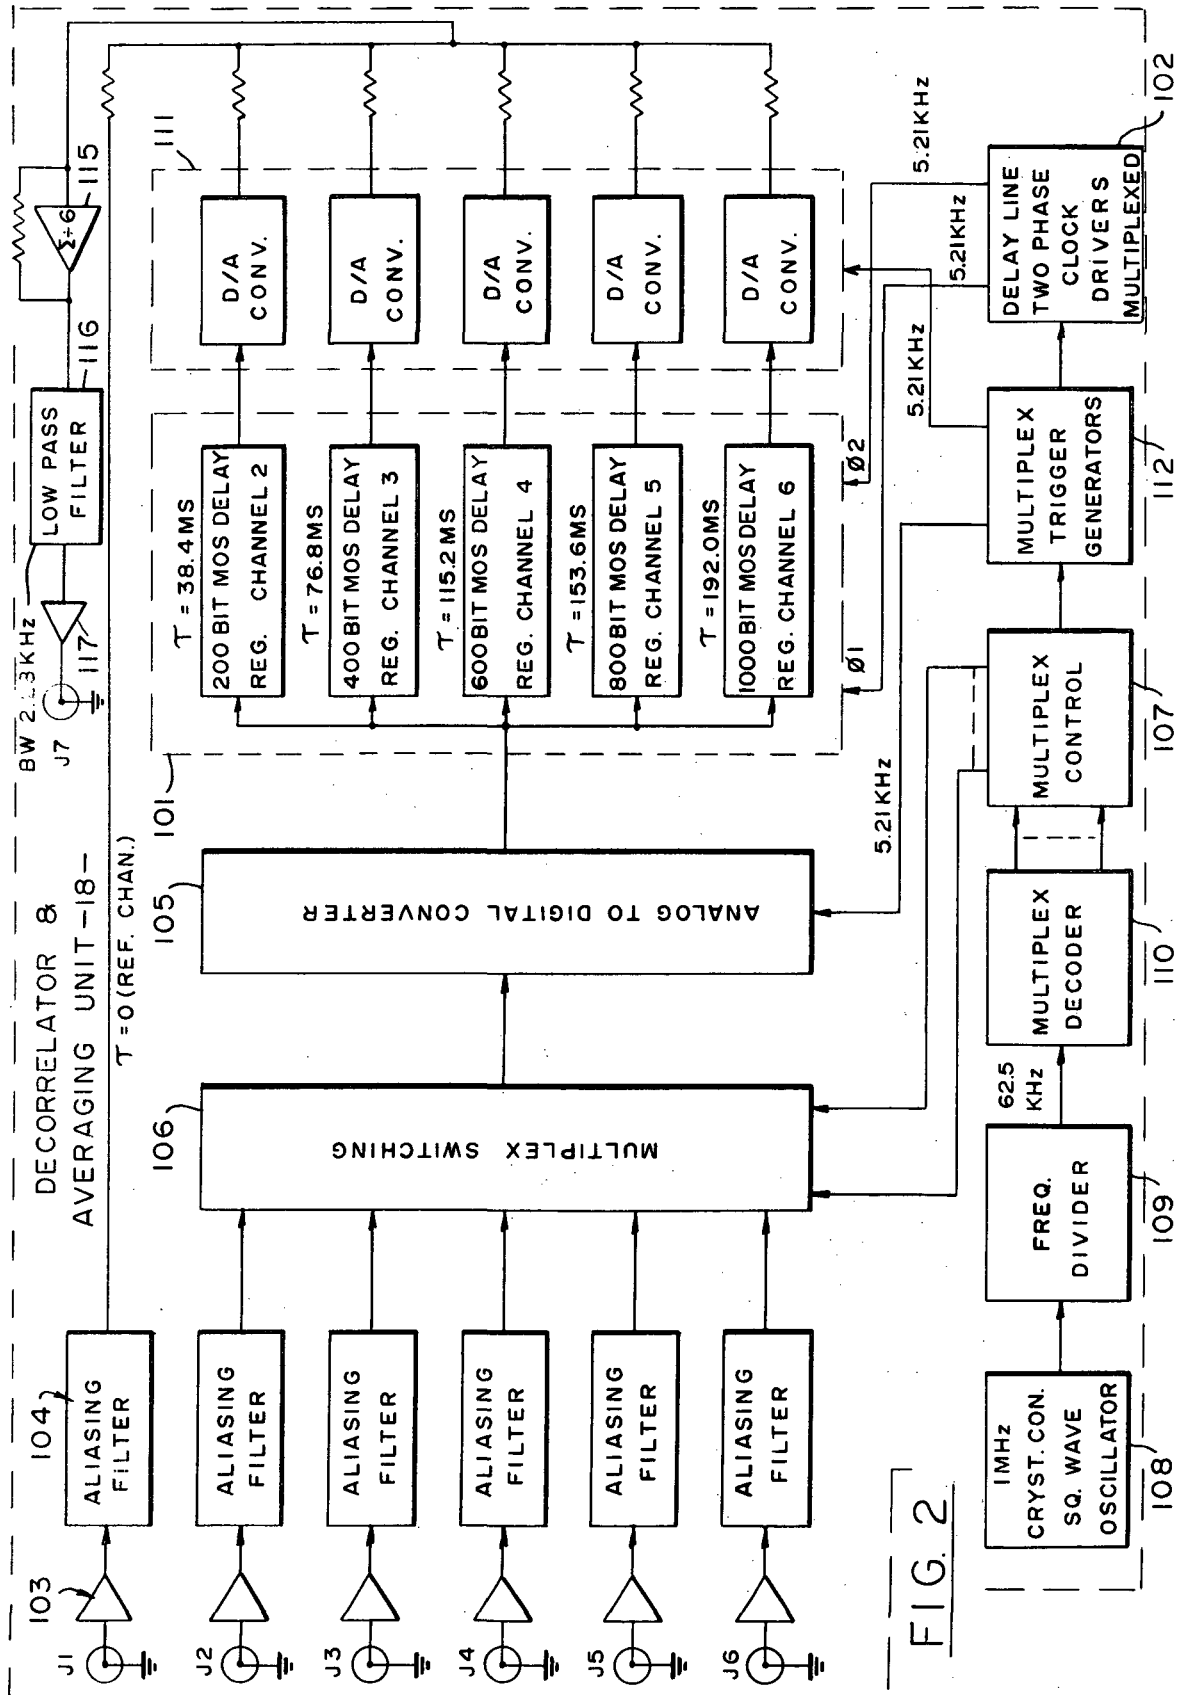 DECORRELATOR &
AVERAGING UNIT-18-
J1
103
104
ALIASING
FILTER
τ = 0 (REF. CHAN.)
J2
ALIASING
FILTER
J3
ALIASING
FILTER
J4
ALIASING
FILTER
J5
ALIASING
FILTER
J6
ALIASING
FILTER
106
MULTIPLEX SWITCHING
105
ANALOG TO DIGITAL CONVERTER
101
τ = 38.4MS
200 BIT MOS DELAY
REG. CHANNEL 2
τ = 76.8MS
400 BIT MOS DELAY
REG. CHANNEL 3
τ = 115.2MS
600 BIT MOS DELAY
REG. CHANNEL 4
τ = 153.6MS
800 BIT MOS DELAY
REG. CHANNEL 5
τ = 192.0MS
1000 BIT MOS DELAY
REG. CHANNEL 6
Ø1
Ø2
111
D/A
CONV.
D/A
CONV.
D/A
CONV.
D/A
CONV.
D/A
CONV.
J7
117
LOW PASS
FILTER
116
Σ÷6
115
5.21KHz
5.21KHz
5.21KHz
5.21KHz
1MHz
CRYST. CON.
SQ. WAVE
OSCILLATOR
108
FREQ.
DIVIDER
109
62.5
KHz
MULTIPLEX
DECODER
110
MULTIPLEX
CONTROL
107
MULTIPLEX
TRIGGER
GENERATORS
112
DELAY LINE
TWO PHASE
CLOCK
DRIVERS
MULTIPLEXED
102
FIG. 2